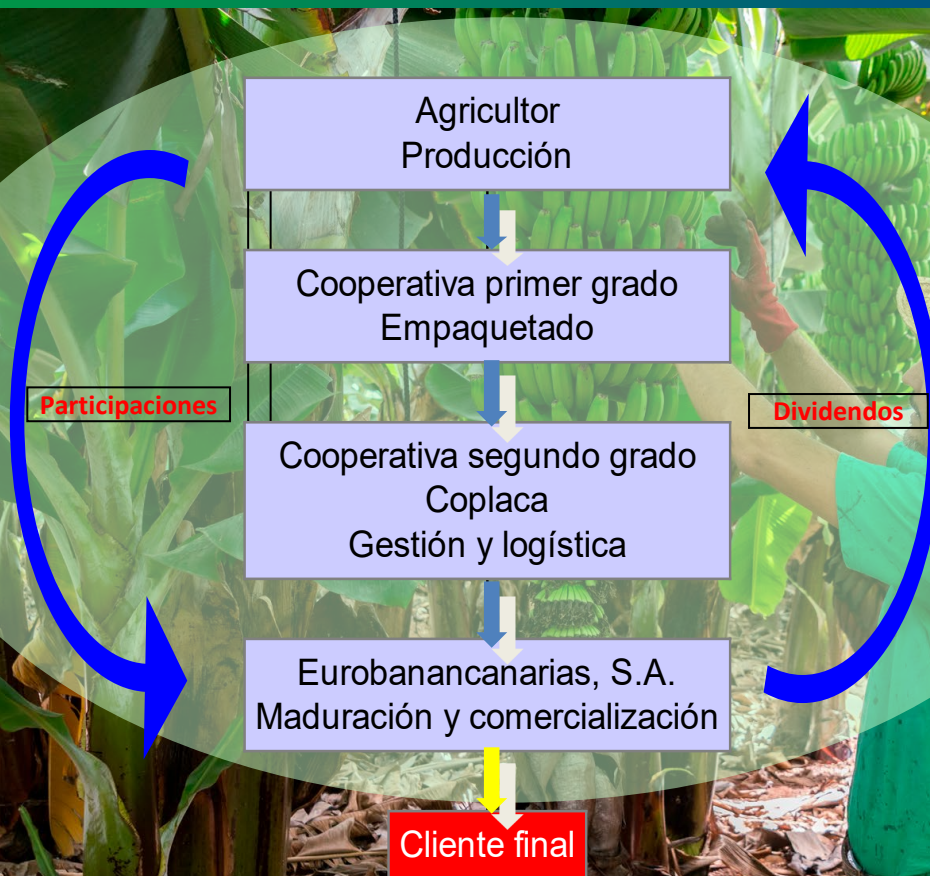 Agricultor
Producción
Cooperativa primer grado
Empaquetado
Participaciones
Dividendos
Cooperativa segundo grado
Coplaca
Gestión y logística
Eurobanancanarias, S.A.
Maduración y comercialización
Cliente final